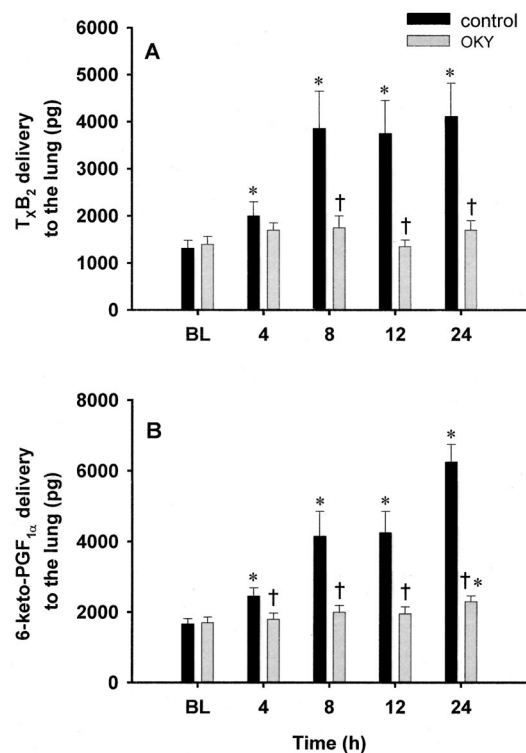 control
OKY
A
TxB2 delivery
to the lung (pg)
6000
5000
4000
3000
2000
1000
0
* * * *
† † †
BL 4 8 12 24
B
6-keto-PGF1α delivery
to the lung (pg)
8000
6000
4000
2000
0
* * * *
† † † † *
BL 4 8 12 24
Time (h)